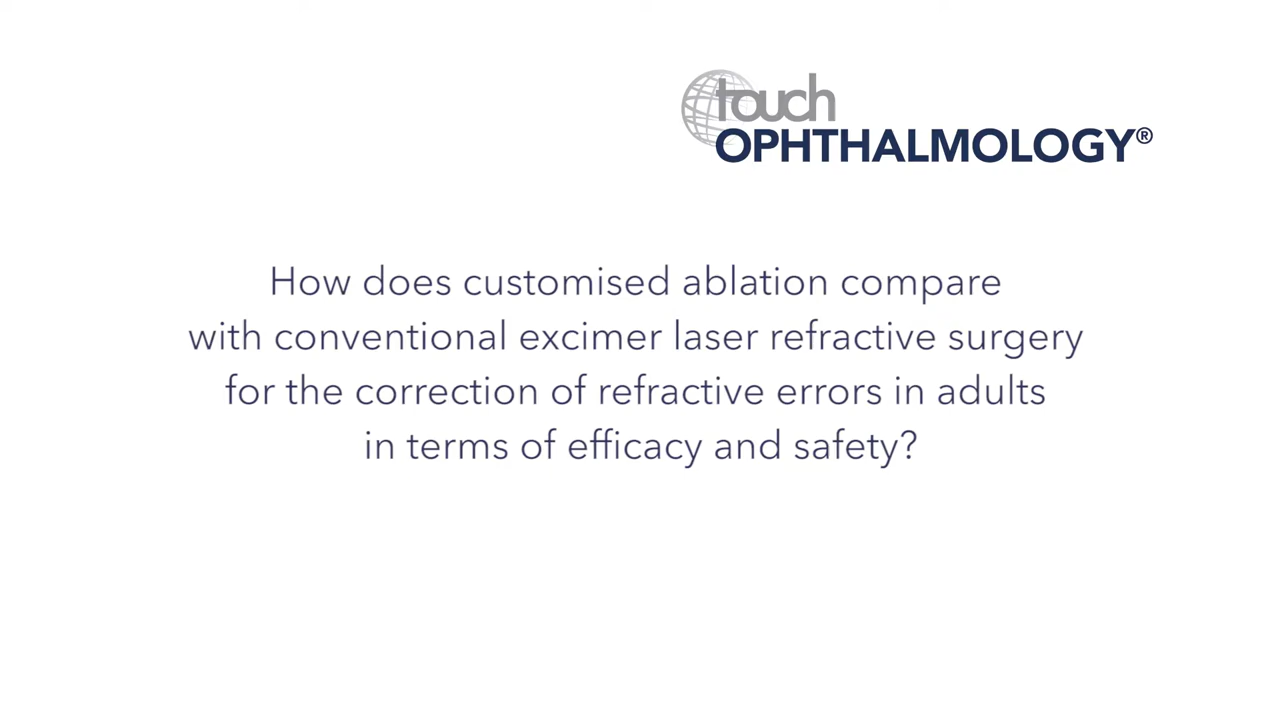 touch
OPHTHALMOLOGY®
How does customised ablation compare
with conventional excimer laser refractive surgery
for the correction of refractive errors in adults
in terms of efficacy and safety?